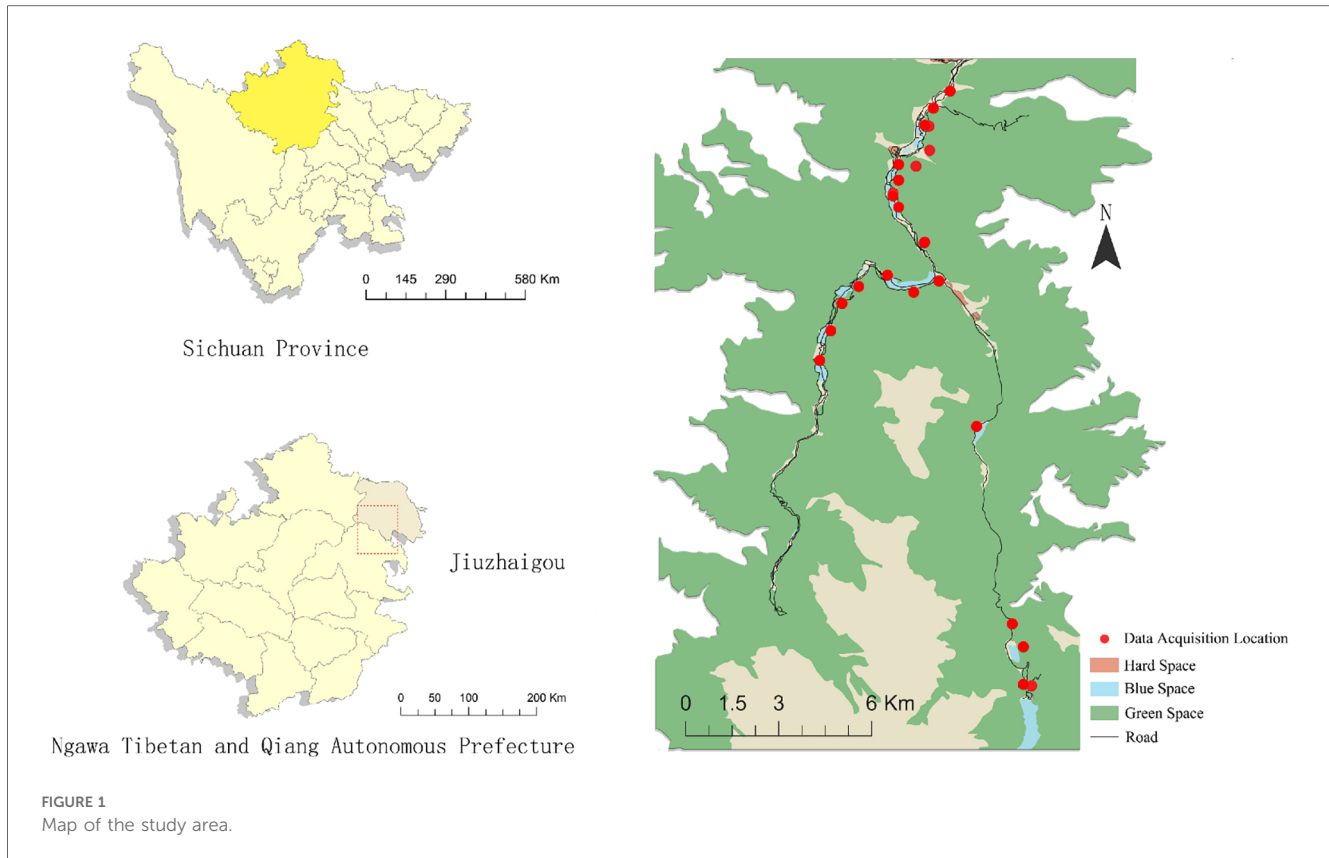 0 145 290 580 Km
Sichuan Province
Jiuzhaigou
0 50 100 200 Km
Ngawa Tibetan and Qiang Autonomous Prefecture
N
Data Acquisition Location
Hard Space
Blue Space
Green Space
Road
0 1.5 3 6 Km
FIGURE 1
Map of the study area.